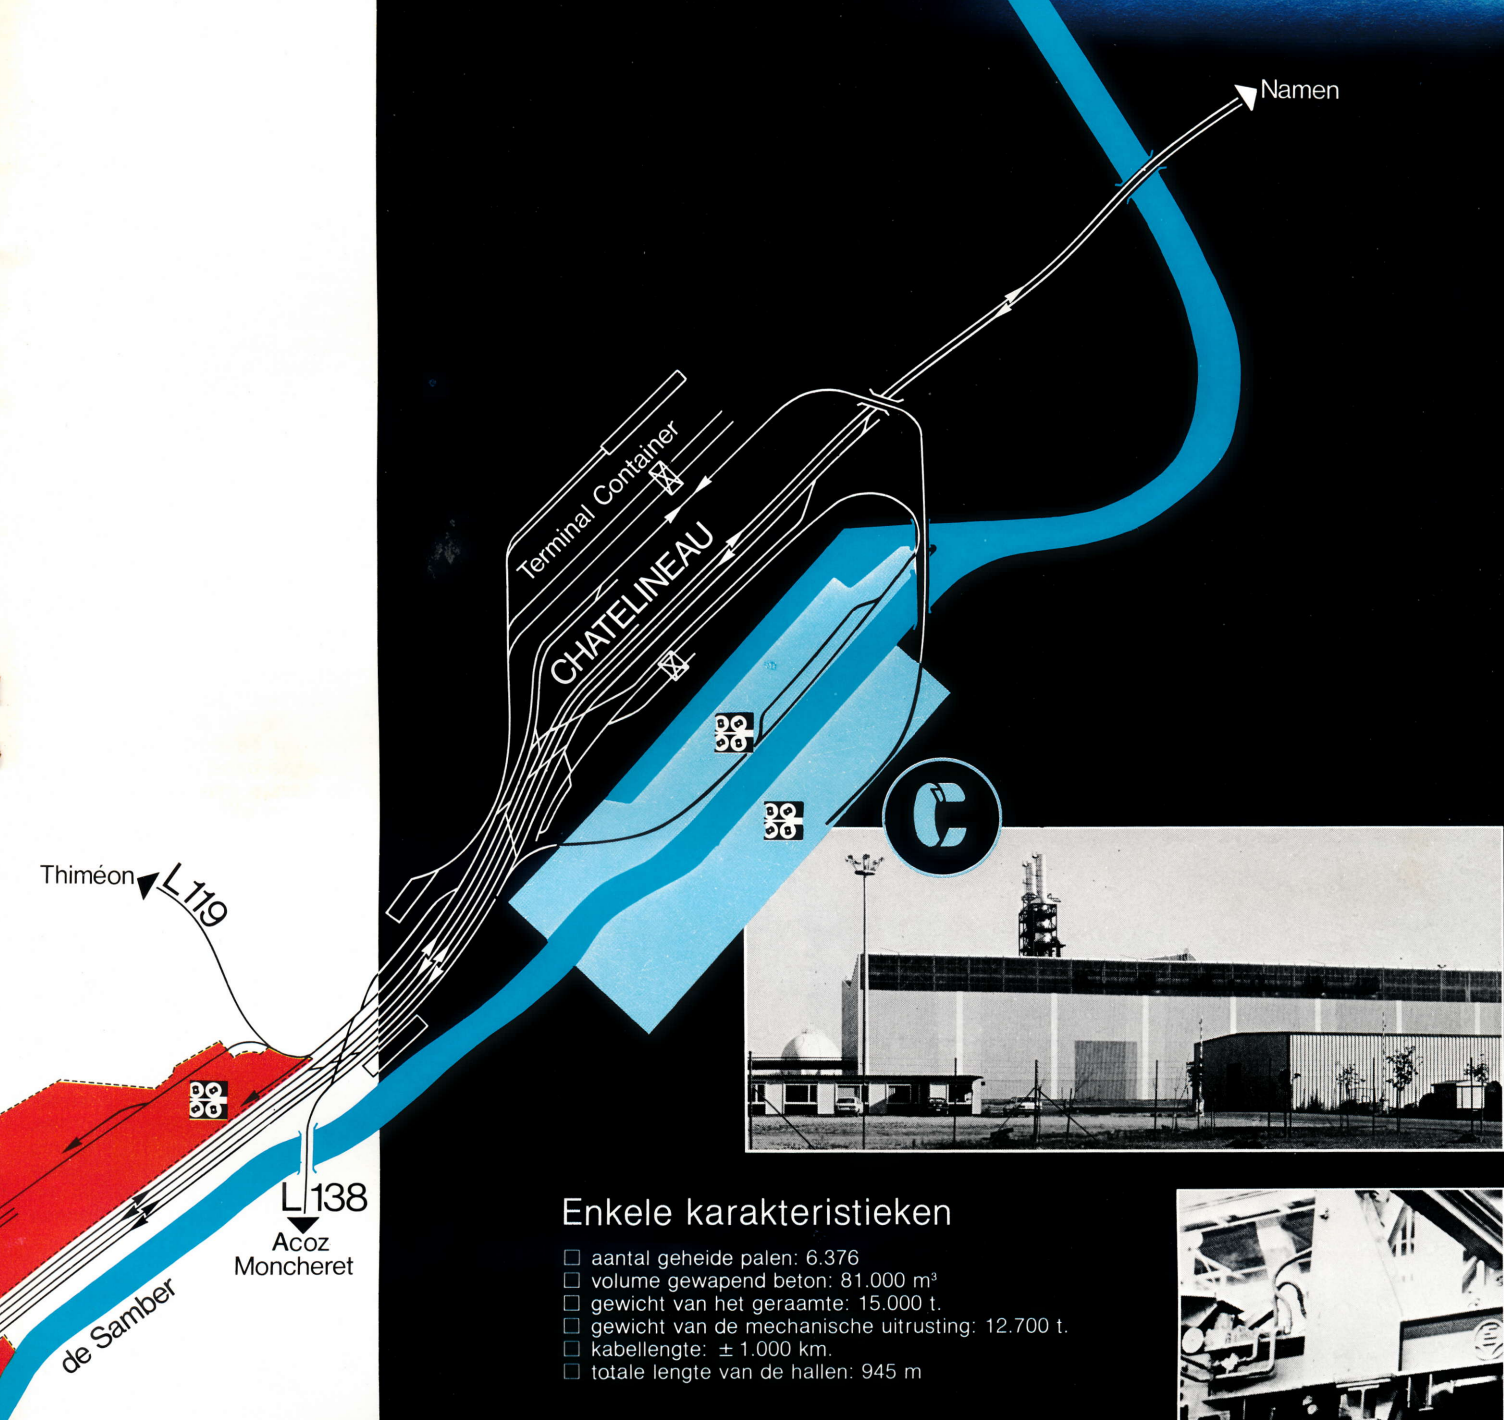 Namen
Terminal Container
CHATELINEAU
C
Thiméon
L 119
L 138
Acoz
Moncheret
de Samber
Enkele karakteristieken
□ aantal geheide palen: 6.376
□ volume gewapend beton: 81.000 m³
□ gewicht van het geraamte: 15.000 t.
□ gewicht van de mechanische uitrusting: 12.700 t.
□ kabellengte: ± 1.000 km.
□ totale lengte van de hallen: 945 m